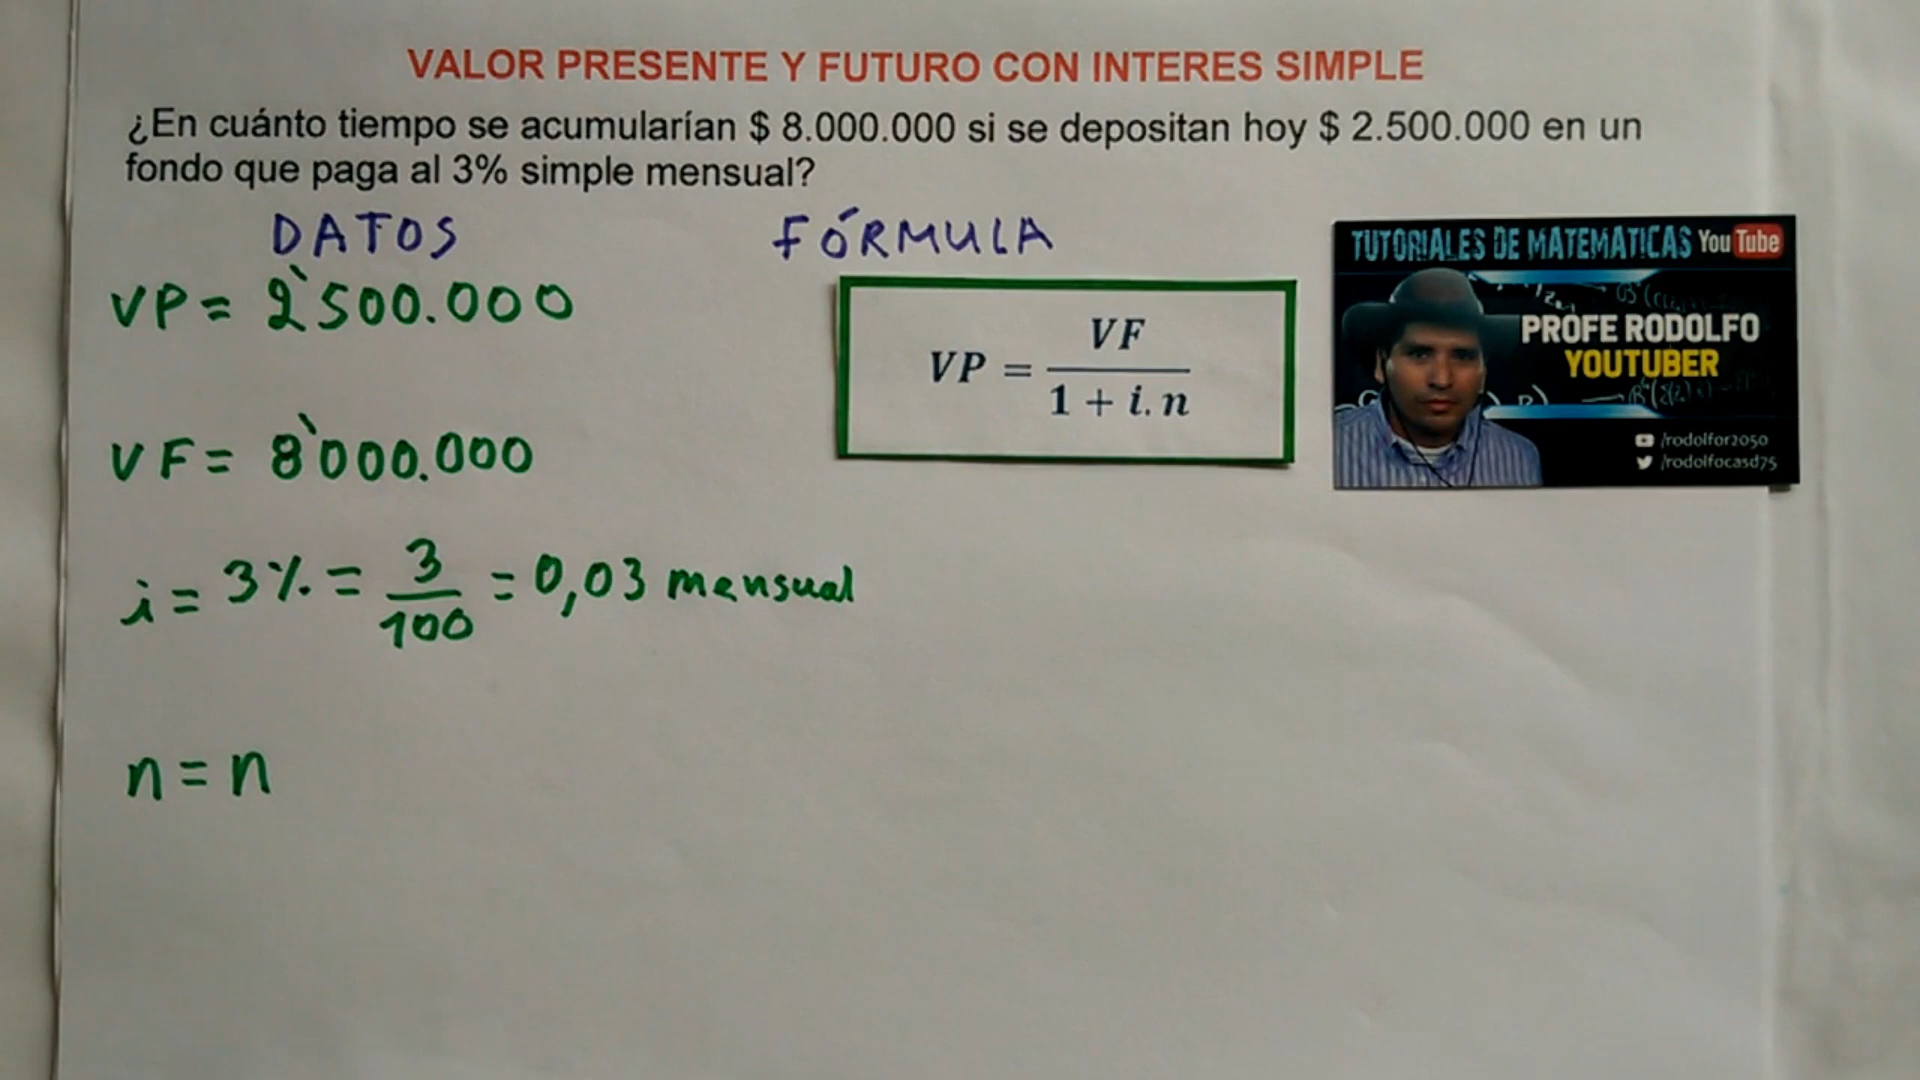 VALOR PRESENTE Y FUTURO CON INTERES SIMPLE
¿En cuánto tiempo se acumularían $ 8.000.000 si se depositan hoy $ 2.500.000 en un
fondo que paga al 3% simple mensual?
DATOS
FÓRMULA
VP = 2`500.000
VF = 8`000.000
i = 3% = 3/100 = 0,03 mensual
n = n
VP = VF / 1 + i. n
TUTORIALES DE MATEMATICAS YouTube
PROFE RODOLFO
YOUTUBER
/rodolfor2050
/rodolfocasd75